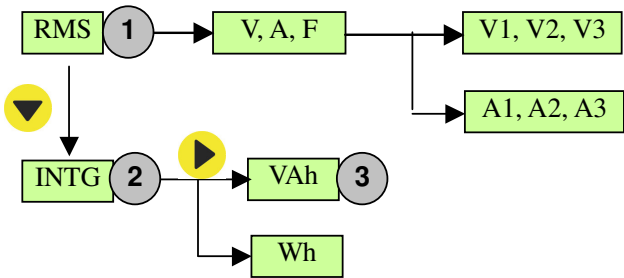 RMS 1 V, A, F V1, V2, V3
A1, A2, A3
INTG 2 VAh 3
Wh